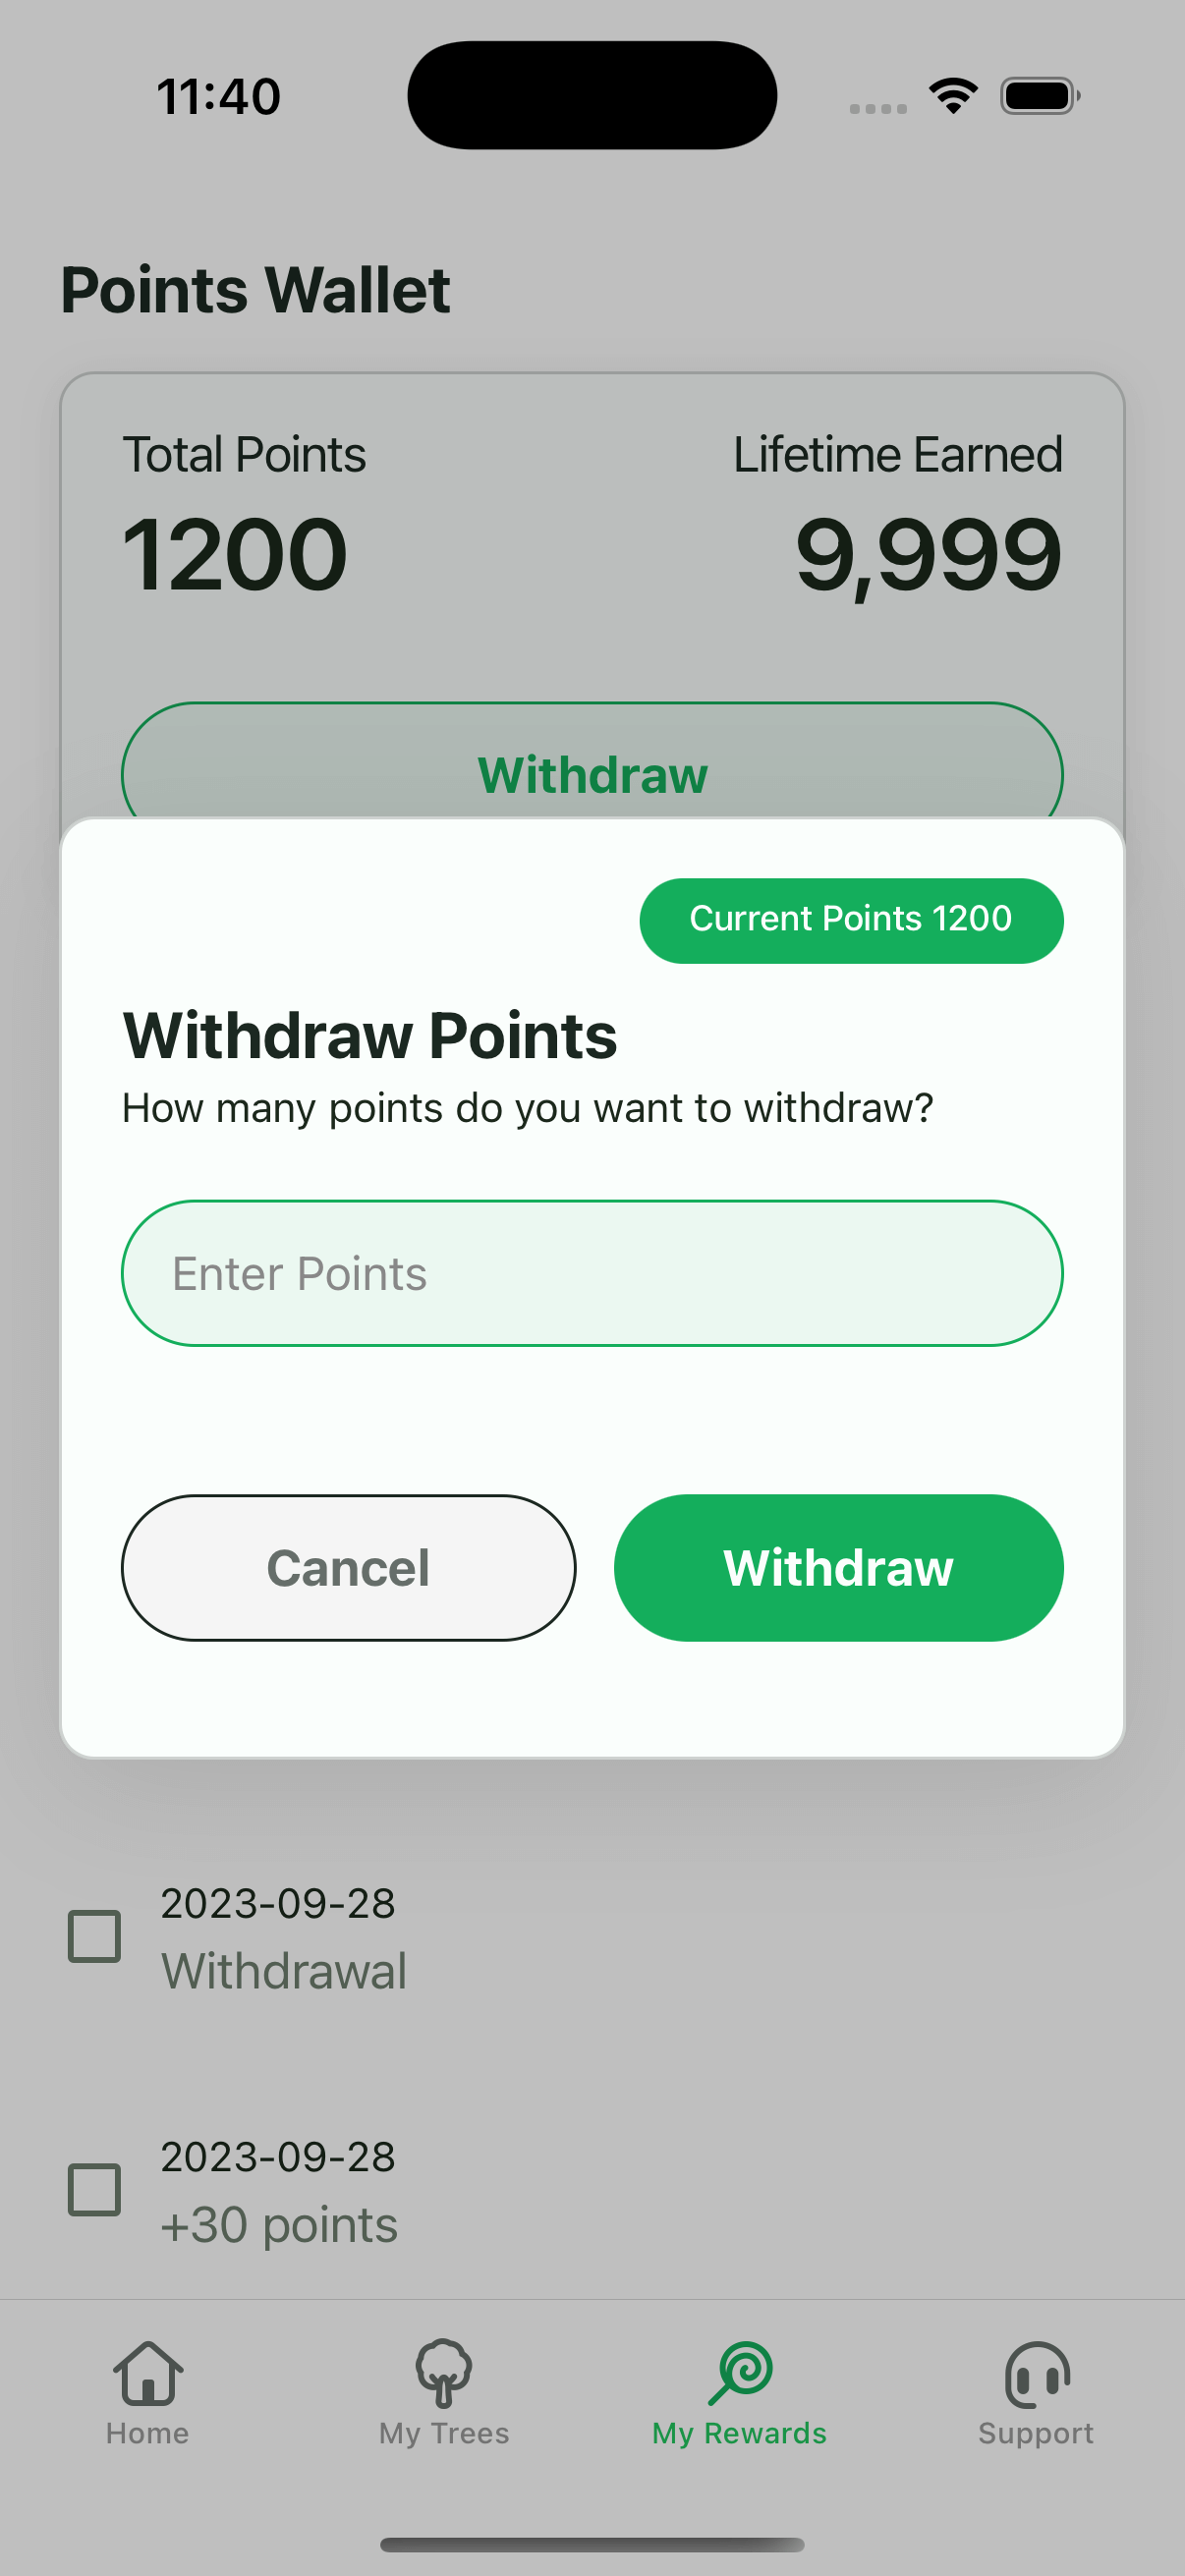 11:40
Points Wallet
Total Points
Lifetime Earned
1200
9,999
Withdraw
Current Points 1200
Withdraw Points
How many points do you want to withdraw?
Enter Points
Cancel
Withdraw
2023-09-28
Withdrawal
2023-09-28
+30 points
Home
My Trees
My Rewards
Support